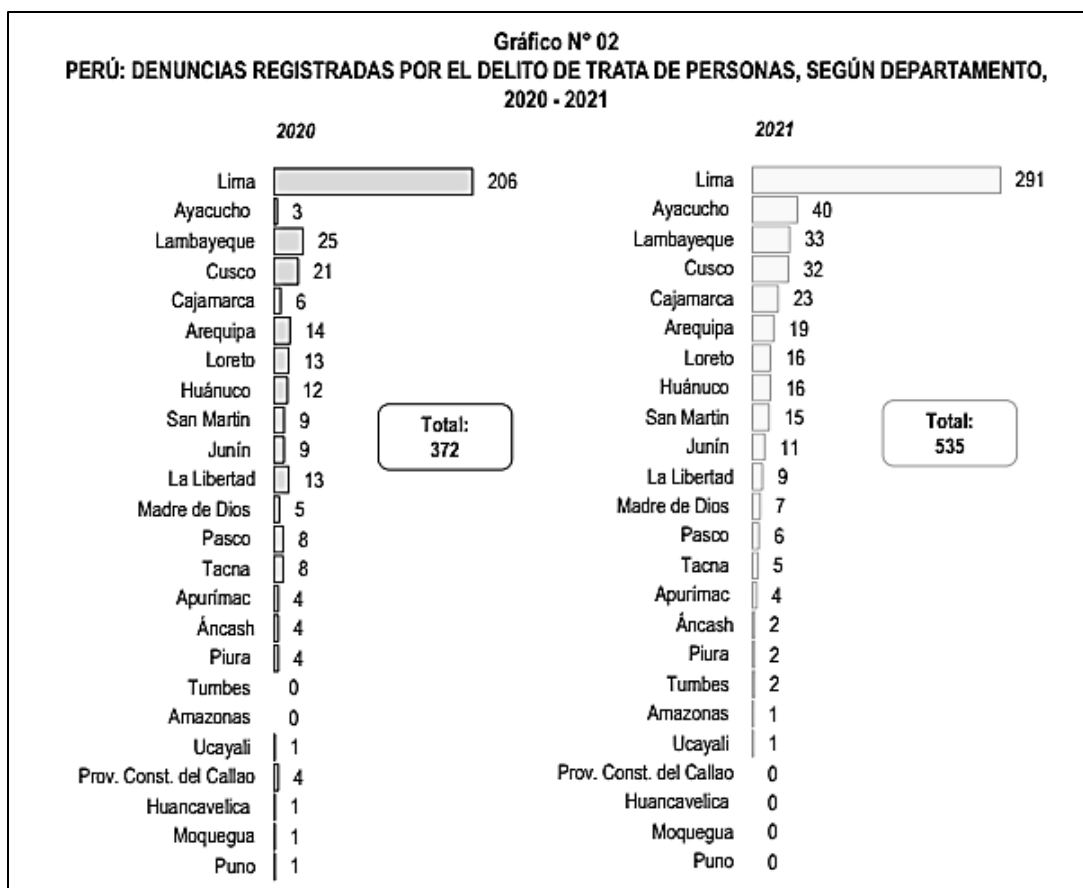 Gráfico N° 02
PERÚ: DENUNCIAS REGISTRADAS POR EL DELITO DE TRATA DE PERSONAS, SEGÚN DEPARTAMENTO,
2020 - 2021
2020
Lima 206
Ayacucho 3
Lambayeque 25
Cusco 21
Cajamarca 6
Arequipa 14
Loreto 13
Huánuco 12
San Martin 9
Junín 9
La Libertad 13
Madre de Dios 5
Pasco 8
Tacna 8
Apurímac 4
Áncash 4
Piura 4
Tumbes 0
Amazonas 0
Ucayali 1
Prov. Const. del Callao 4
Huancavelica 1
Moquegua 1
Puno 1
Total:
372
2021
Lima 291
Ayacucho 40
Lambayeque 33
Cusco 32
Cajamarca 23
Arequipa 19
Loreto 16
Huánuco 16
San Martin 15
Junín 11
La Libertad 9
Madre de Dios 7
Pasco 6
Tacna 5
Apurímac 4
Áncash 2
Piura 2
Tumbes 2
Amazonas 1
Ucayali 1
Prov. Const. del Callao 0
Huancavelica 0
Moquegua 0
Puno 0
Total:
535